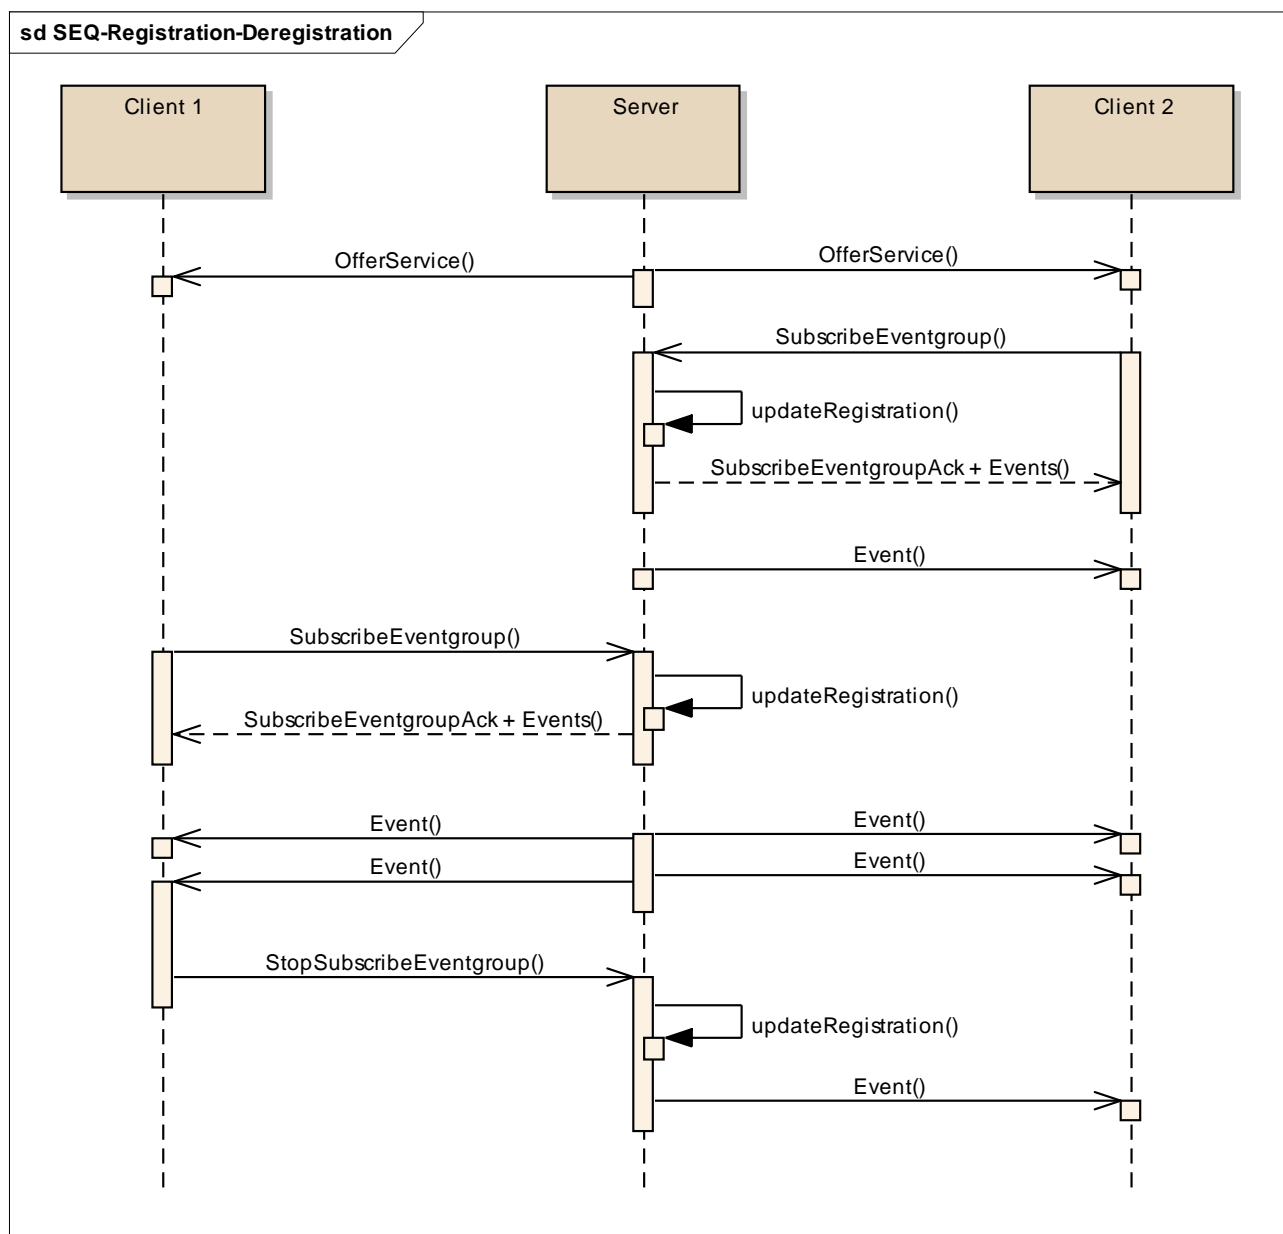 sd SEQ-Registration-Deregistration
Client 1
Server
Client 2
OfferService()
OfferService()
SubscribeEventgroup()
updateRegistration()
SubscribeEventgroupAck + Events()
Event()
SubscribeEventgroup()
updateRegistration()
SubscribeEventgroupAck + Events()
Event()
Event()
Event()
Event()
StopSubscribeEventgroup()
updateRegistration()
Event()